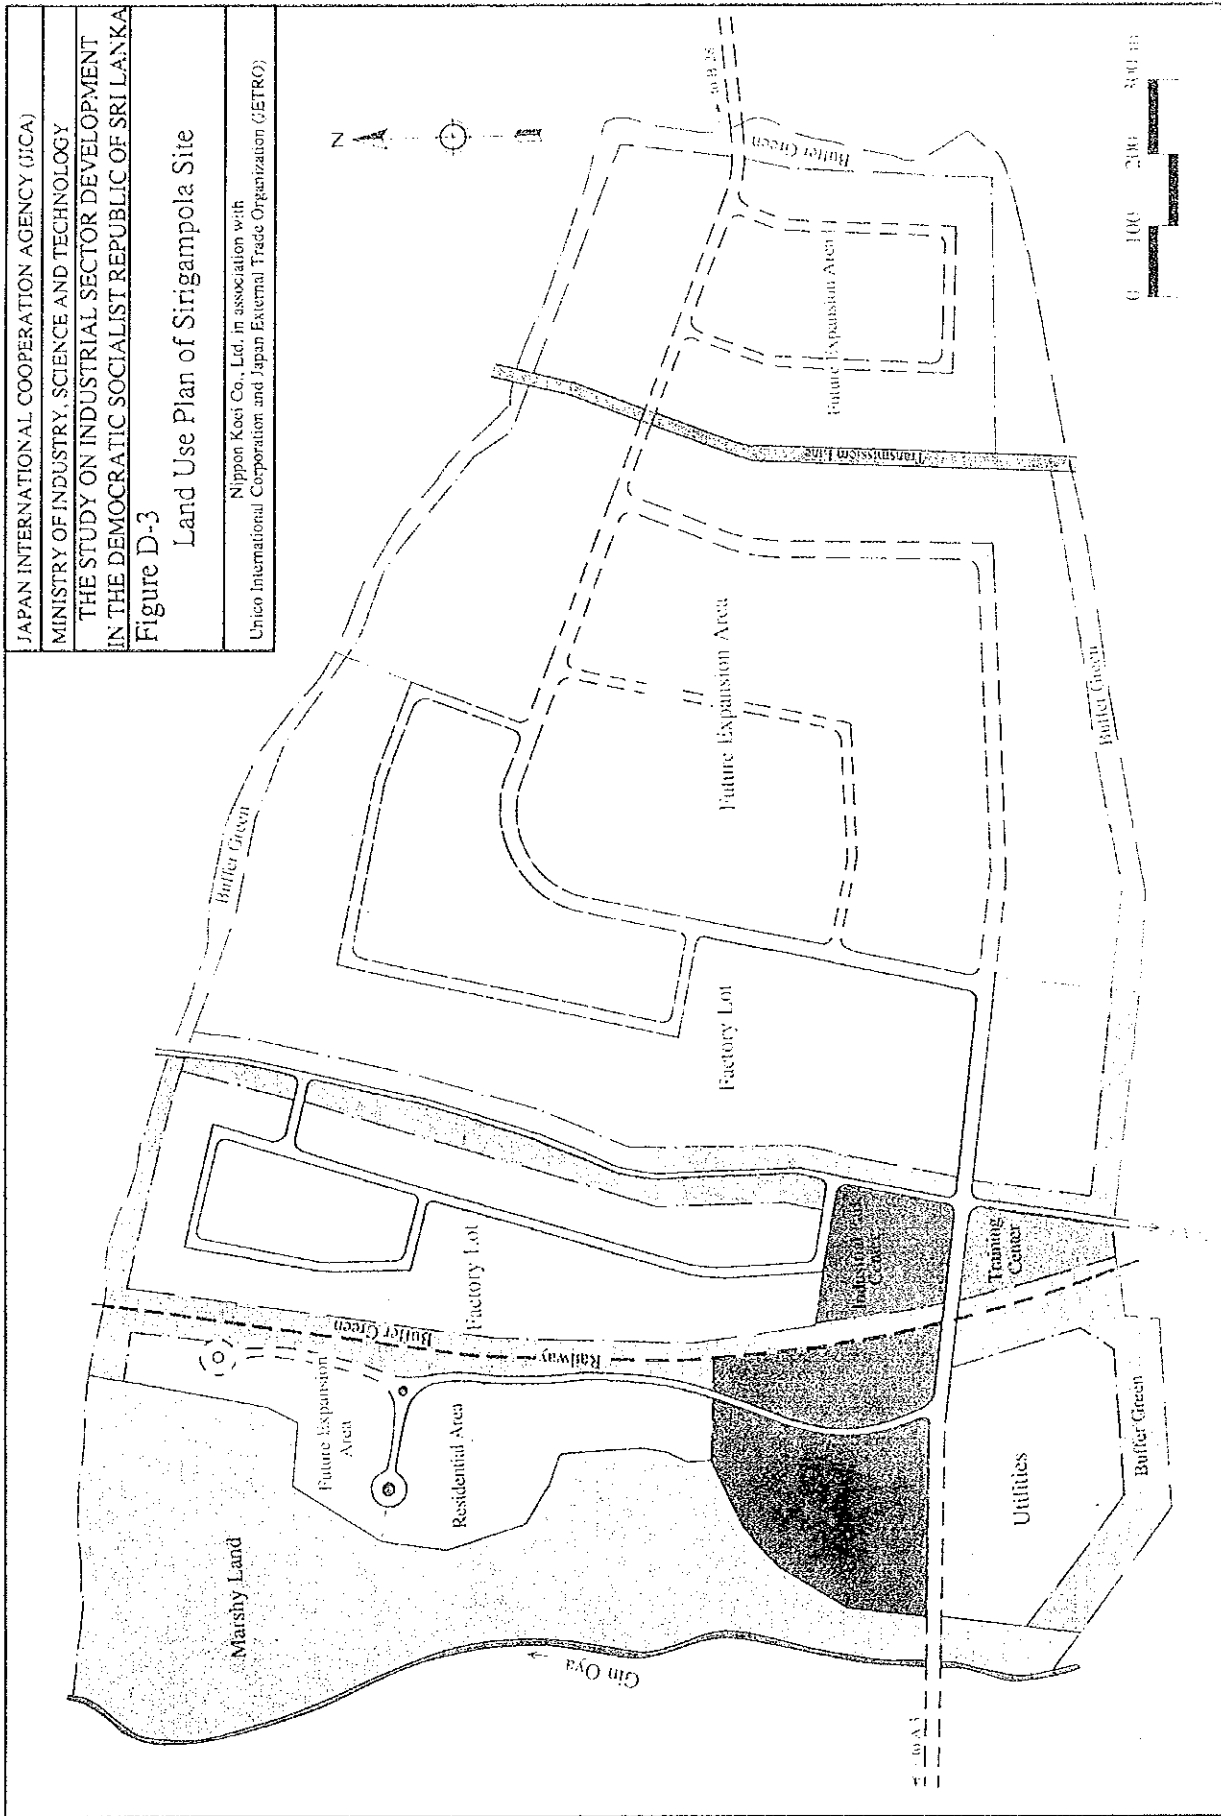 JAPAN INTERNATIONAL COOPERATION AGENCY (JICA)
MINISTRY OF INDUSTRY, SCIENCE AND TECHNOLOGY
THE STUDY ON INDUSTRIAL SECTOR DEVELOPMENT
IN THE DEMOCRATIC SOCIALIST REPUBLIC OF SRI LANKA
Figure D-3
Land Use Plan of Sirigampola Site
Nippon Koei Co., Ltd. in association with
Unico International Corporation and Japan External Trade Organization (JETRO)
N
Marshy Land
Future Expansion
Area
Residential Area
Gin Oya
Railway
Buffer Green
Factory Lot
Buffer Green
Factory Lot
Future Expansion Area
Transmission Line
Future Expansion Area
Buffer Green
Buffer Green
Industrial
Center
Training
Center
Utilities
Buffer Green
0 100 200 300 m